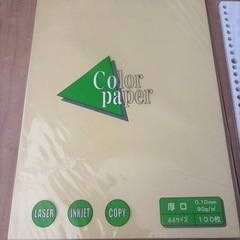 Color
paper
LASER
INKJET
COPY
厚口
0.10mm
90g/㎡
A4サイズ
100枚